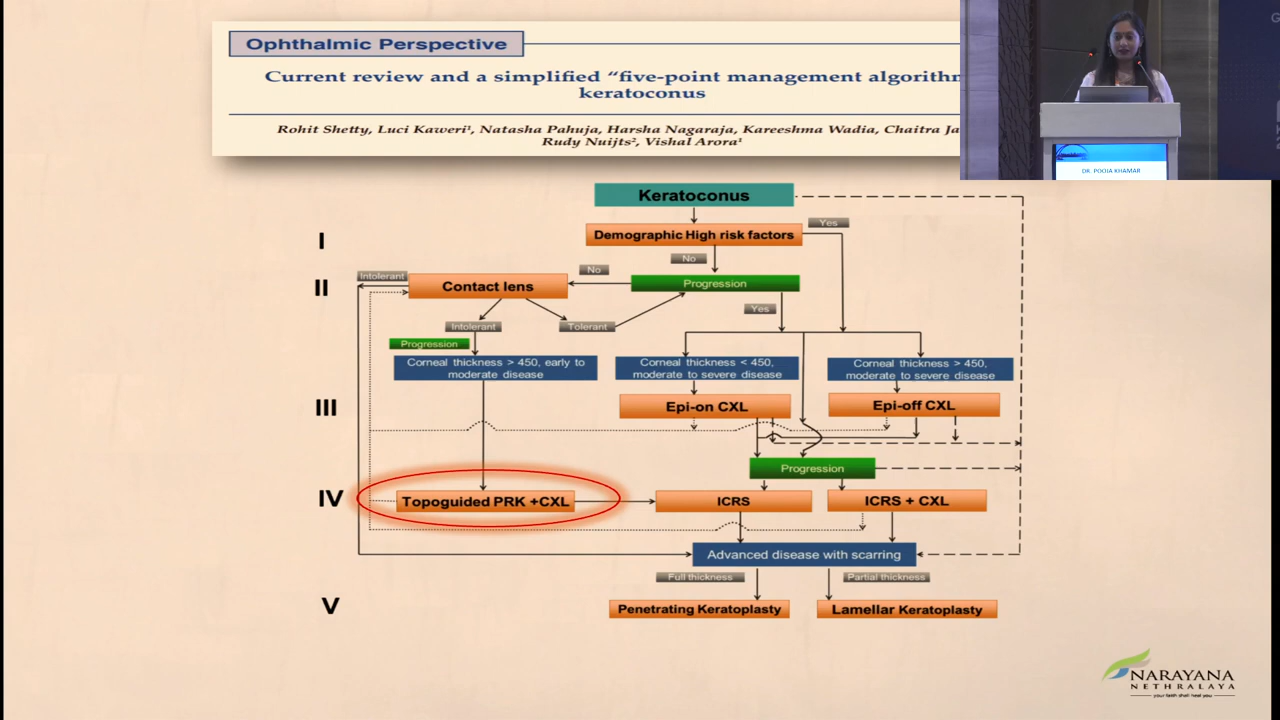 Ophthalmic Perspective
Current review and a simplified “five-point management algorithm
keratoconus
Rohit Shetty, Luci Kaweri¹, Natasha Pahuja, Harsha Nagaraja, Kareeshma Wadia, Chaitra Ja
Rudy Nuijts², Vishal Arora¹
DR. POOJA KHAMAR
Keratoconus
Yes
I
Demographic High risk factors
No
Intolerant
No
II
Contact lens
Progression
Yes
Intolerant
Tolerant
Progression
Corneal thickness > 450, early to
moderate disease
Corneal thickness < 450,
moderate to severe disease
Corneal thickness > 450,
moderate to severe disease
III
Epi-on CXL
Epi-off CXL
Progression
IV
Topoguided PRK +CXL
ICRS
ICRS + CXL
Advanced disease with scarring
Full thickness
Partial thickness
V
Penetrating Keratoplasty
Lamellar Keratoplasty
NARAYANA
NETHRALAYA
your faith shall heal you